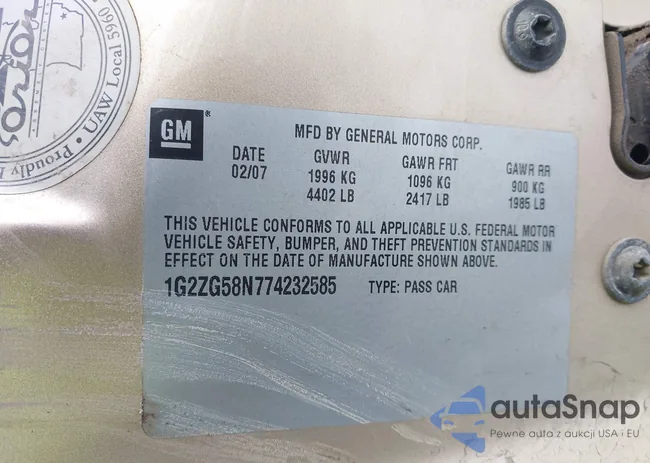 orion
Proudly
UAW Local 5960
GM
®
MFD BY GENERAL MOTORS CORP.
DATE GVWR GAWR FRT GAWR RR
02/07 1996 KG 1096 KG 900 KG
4402 LB 2417 LB 1985 LB
THIS VEHICLE CONFORMS TO ALL APPLICABLE U.S. FEDERAL MOTOR
VEHICLE SAFETY, BUMPER, AND THEFT PREVENTION STANDARDS IN
EFFECT ON THE DATE OF MANUFACTURE SHOWN ABOVE.
1G2ZG58N774232585 TYPE: PASS CAR
autaSnap
Pewne auta z aukcji USA i EU